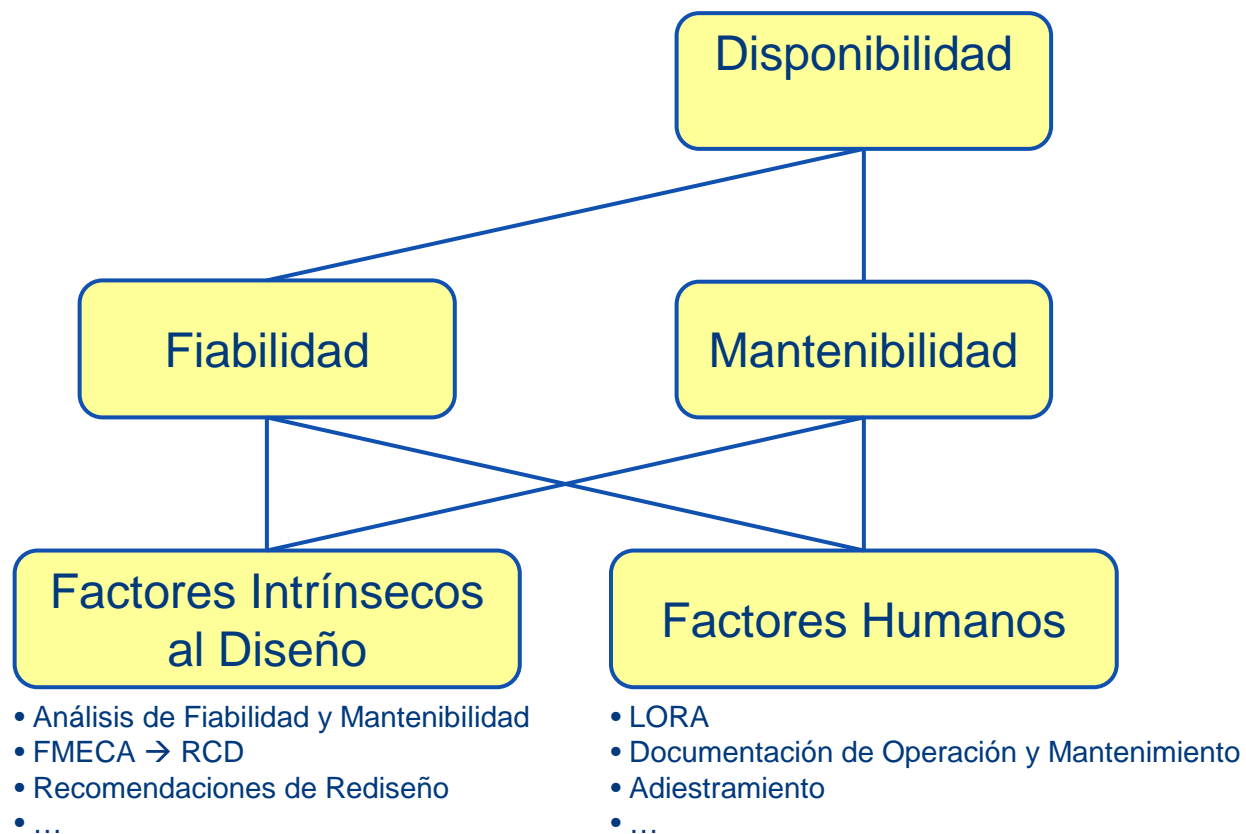 Disponibilidad
Fiabilidad
Mantenibilidad
Factores Intrínsecos
al Diseño
Factores Humanos
• Análisis de Fiabilidad y Mantenibilidad
• FMECA → RCD
• Recomendaciones de Rediseño
• …
• LORA
• Documentación de Operación y Mantenimiento
• Adiestramiento
• …